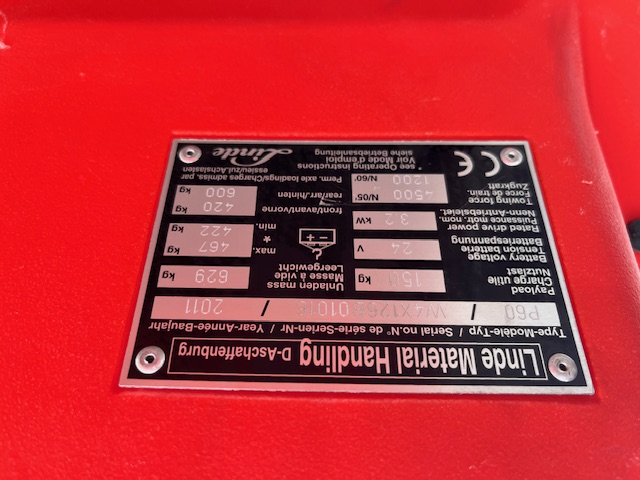 Linde Material Handling D-Aschaffenburg
Type-Modèle-Typ / Serial no.N° de série-Serien-Nr / Year-Année-Baujahr
P60 / / 2011
Payload
Charge utile
Nutzlast
kg
Unladen mass
Masse à vide
Leergewicht
629 kg
Battery voltage
Tension batterie
Batteriespannung
24 V
max. 467 kg
* min. 422
Rated drive power
Puissance motr. nom.
Nenn-Antriebsleist.
3.2 kW
front/avant/vorne 420 kg
Towing force
Force de train.
Zugkraft
4500 N/05'
1200 N/60'
rear/arr./hinten 600 kg
Perm. axle loadings/Charges admiss. par essieu/zul.Achslasten
* see Operating Instructions
Voir Mode d'emploi
siehe Betriebsanleitung
CE
Linde